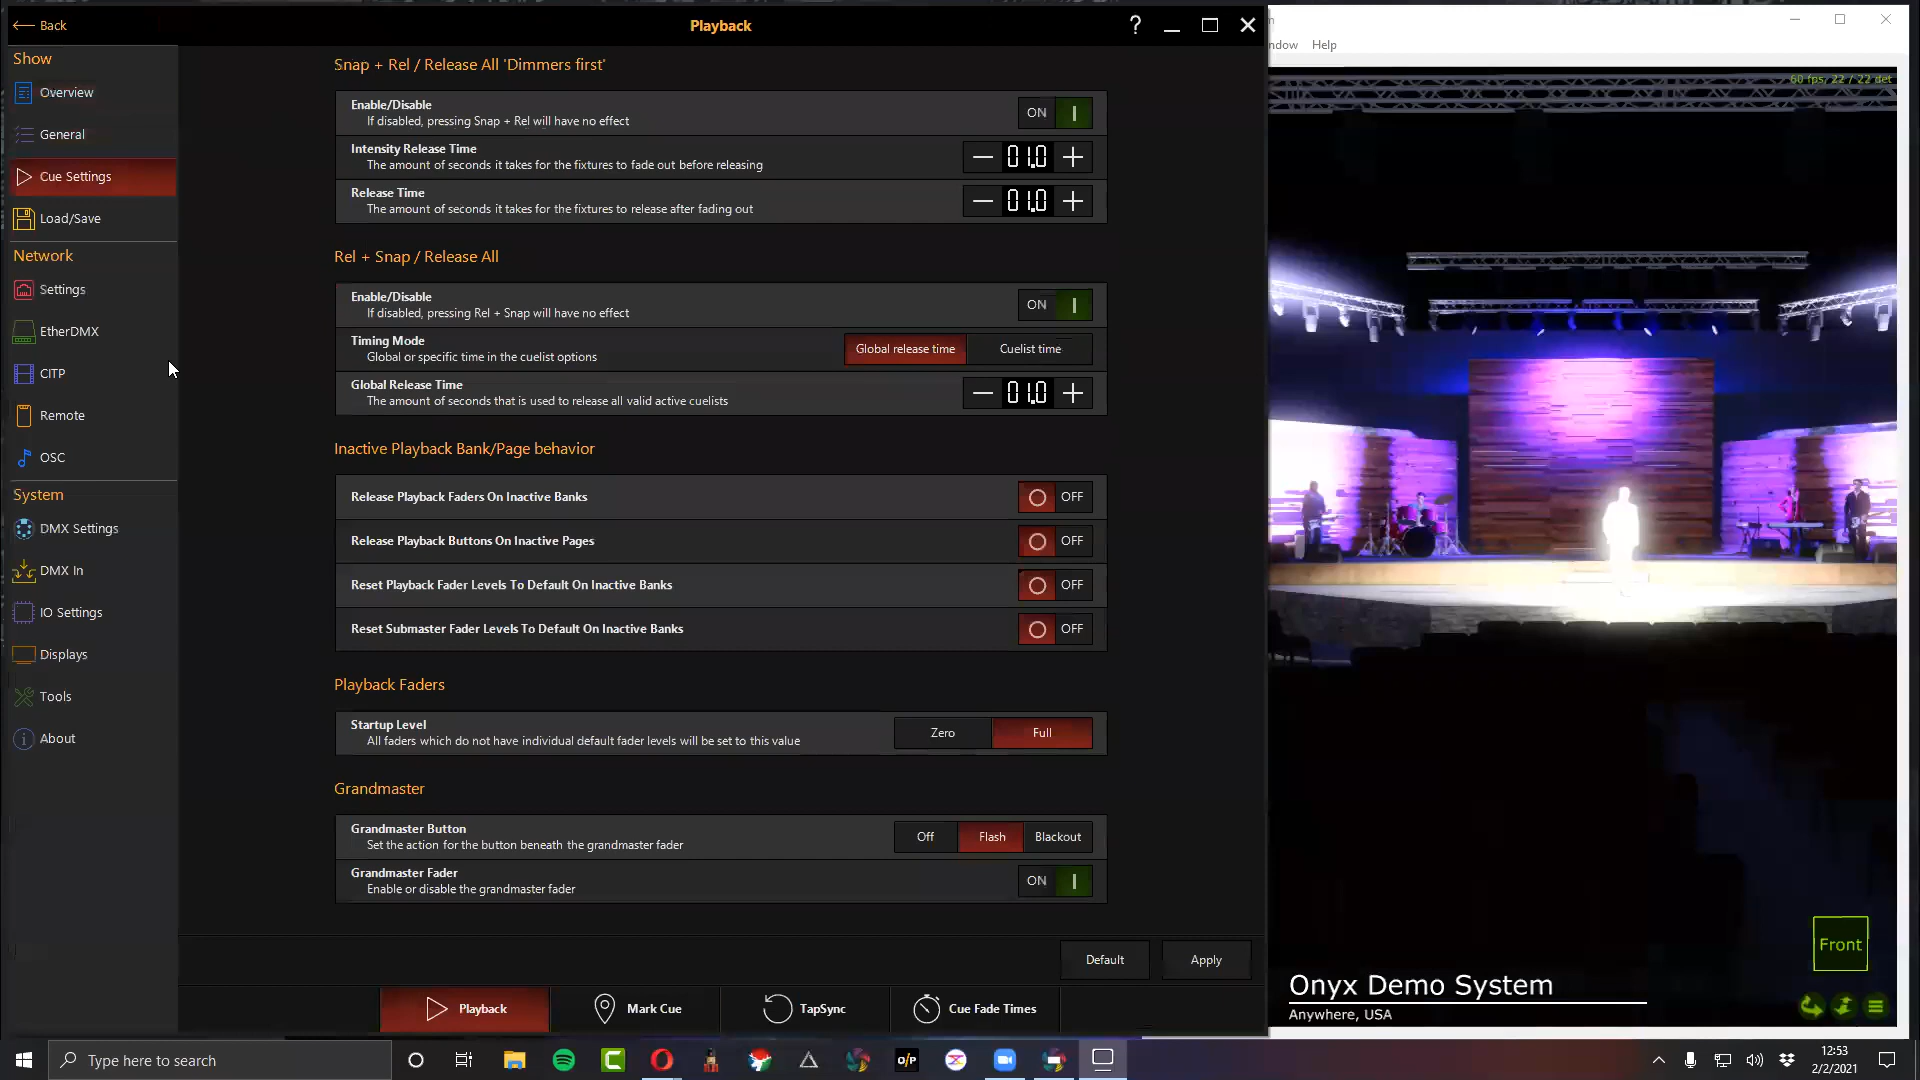 Back
Playback
?
Show
Overview
General
Cue Settings
Load/Save
Network
Settings
EtherDMX
CITP
Remote
OSC
System
DMX Settings
DMX In
IO Settings
Displays
Tools
About
Snap + Rel / Release All 'Dimmers first'
Enable/Disable
If disabled, pressing Snap + Rel will have no effect
ON
Intensity Release Time
The amount of seconds it takes for the fixtures to fade out before releasing
01.0
Release Time
The amount of seconds it takes for the fixtures to release after fading out
01.0
Rel + Snap / Release All
Enable/Disable
If disabled, pressing Rel + Snap will have no effect
ON
Timing Mode
Global or specific time in the cuelist options
Global release time Cuelist time
Global Release Time
The amount of seconds that is used to release all valid active cuelists
01.0
Inactive Playback Bank/Page behavior
Release Playback Faders On Inactive Banks OFF
Release Playback Buttons On Inactive Pages OFF
Reset Playback Fader Levels To Default On Inactive Banks OFF
Reset Submaster Fader Levels To Default On Inactive Banks OFF
Playback Faders
Startup Level
All faders which do not have individual default fader levels will be set to this value
Zero Full
Grandmaster
Grandmaster Button
Set the action for the button beneath the grandmaster fader
Off Flash Blackout
Grandmaster Fader
Enable or disable the grandmaster fader
ON
Default Apply
Playback Mark Cue TapSync Cue Fade Times
ndow Help
60 fps, 22 / 22 det
Front
Onyx Demo System
Anywhere, USA
Type here to search
O/P
12:53
2/2/2021